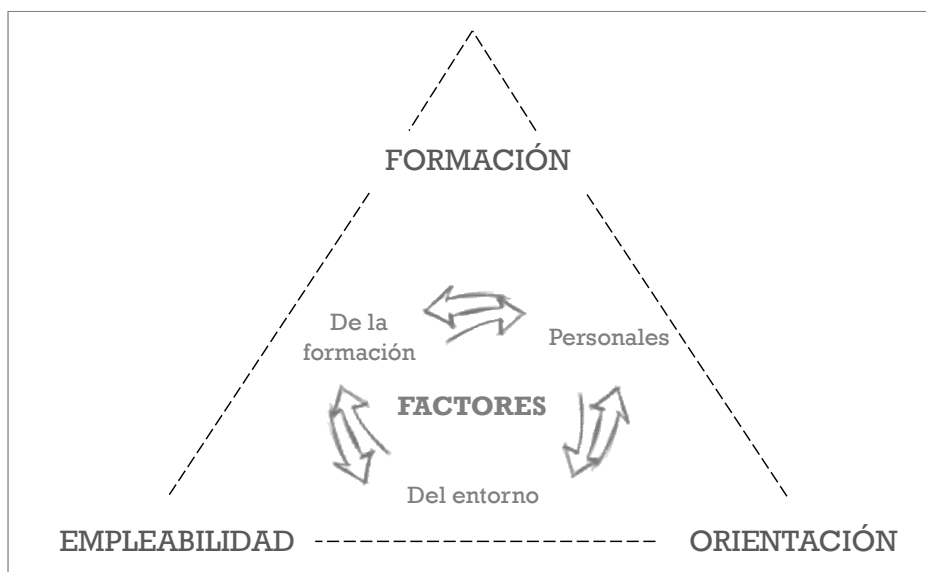 FORMACIÓN
De la
formación
Personales
FACTORES
Del entorno
EMPLEABILIDAD
ORIENTACIÓN